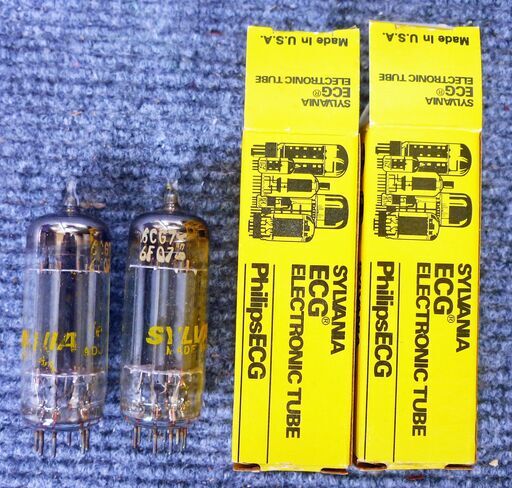 6CG7
6FQ7
SYLVA
MADE
Made in U.S.A.
SYLVANIA
ECG®
ELECTRONIC TUBE
SYLVANIA
ECG®
ELECTRONIC TUBE
PhilipsECG
Made in U.S.A.
SYLVANIA
ECG®
ELECTRONIC TUBE
SYLVANIA
ECG®
ELECTRONIC TUBE
PhilipsECG